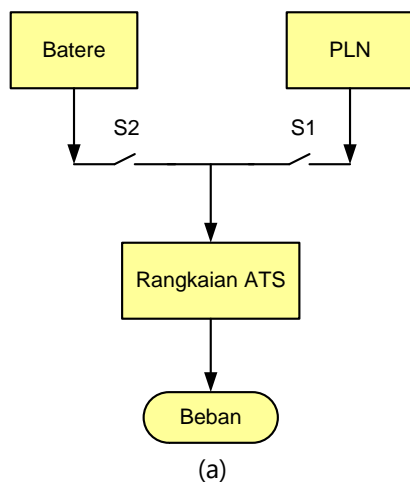 Batere
PLN
S2
S1
Rangkaian ATS
Beban
(a)